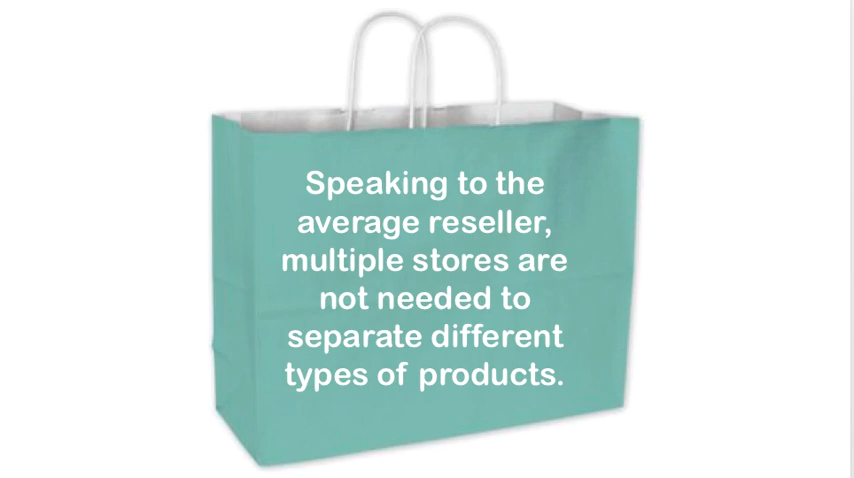 Speaking to the
average reseller,
multiple stores are
not needed to
separate different
types of products.